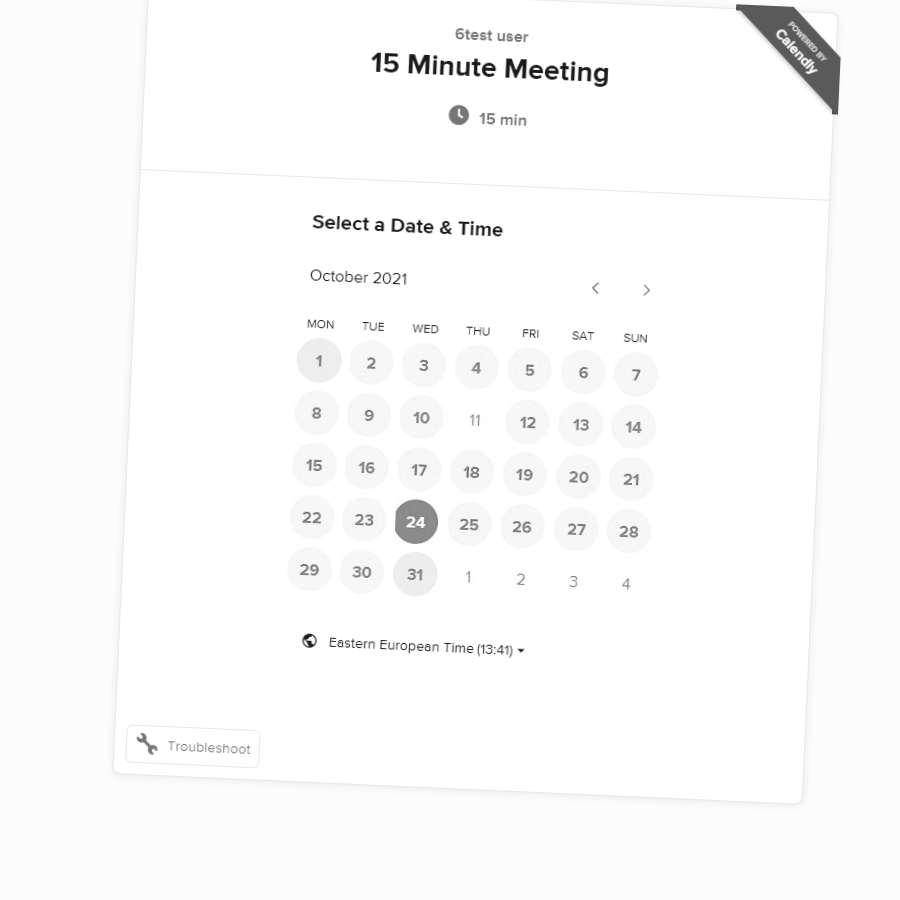 6test user
15 Minute Meeting
15 min
POWERED BY
Calendly
Select a Date & Time
October 2021
MON TUE WED THU FRI SAT SUN
1 2 3 4 5 6 7
8 9 10 11 12 13 14
15 16 17 18 19 20 21
22 23 24 25 26 27 28
29 30 31 1 2 3 4
Eastern European Time (13:41)
Troubleshoot